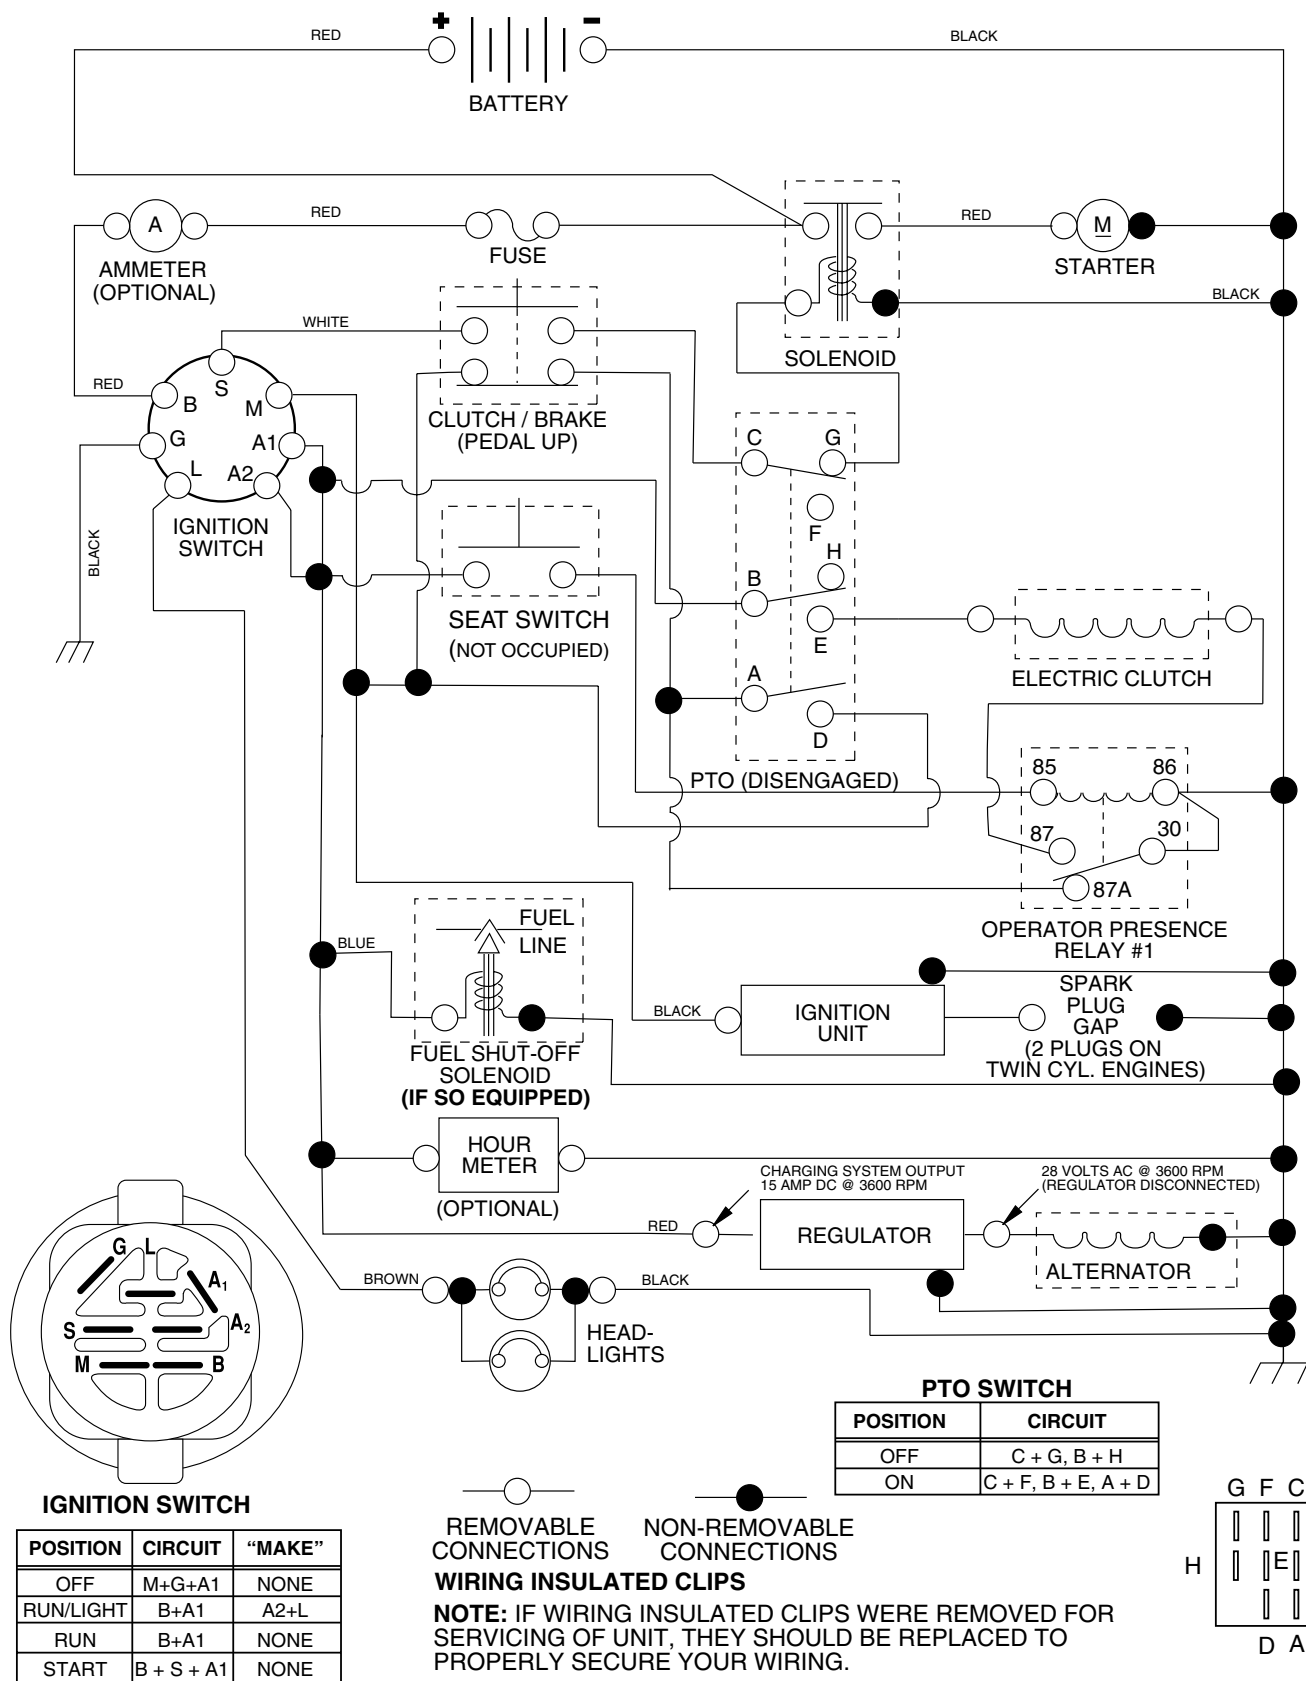 + -
RED
BLACK
BATTERY
A
RED
FUSE
RED
M
STARTER
AMMETER
(OPTIONAL)
BLACK
SOLENOID
WHITE
S
RED
B
M
G
A1
L
A2
IGNITION
SWITCH
BLACK
CLUTCH / BRAKE
(PEDAL UP)
C
G
F
H
B
E
A
D
PTO (DISENGAGED)
SEAT SWITCH
(NOT OCCUPIED)
ELECTRIC CLUTCH
85
86
87
30
87A
OPERATOR PRESENCE
RELAY #1
FUEL
LINE
BLUE
FUEL SHUT-OFF
SOLENOID
(IF SO EQUIPPED)
BLACK
IGNITION
UNIT
SPARK
PLUG
GAP
(2 PLUGS ON
TWIN CYL. ENGINES)
HOUR
METER
(OPTIONAL)
CHARGING SYSTEM OUTPUT
15 AMP DC @ 3600 RPM
28 VOLTS AC @ 3600 RPM
(REGULATOR DISCONNECTED)
RED
REGULATOR
ALTERNATOR
BROWN
BLACK
HEAD-
LIGHTS
G L
A1
S
A2
M
B
IGNITION SWITCH
POSITION CIRCUIT “MAKE”
OFF M+G+A1 NONE
RUN/LIGHT B+A1 A2+L
RUN B+A1 NONE
START B + S + A1 NONE
PTO SWITCH
POSITION CIRCUIT
OFF C + G, B + H
ON C + F, B + E, A + D
REMOVABLE
CONNECTIONS
NON-REMOVABLE
CONNECTIONS
WIRING INSULATED CLIPS
NOTE: IF WIRING INSULATED CLIPS WERE REMOVED FOR
SERVICING OF UNIT, THEY SHOULD BE REPLACED TO
PROPERLY SECURE YOUR WIRING.
G F C
H
E
D A